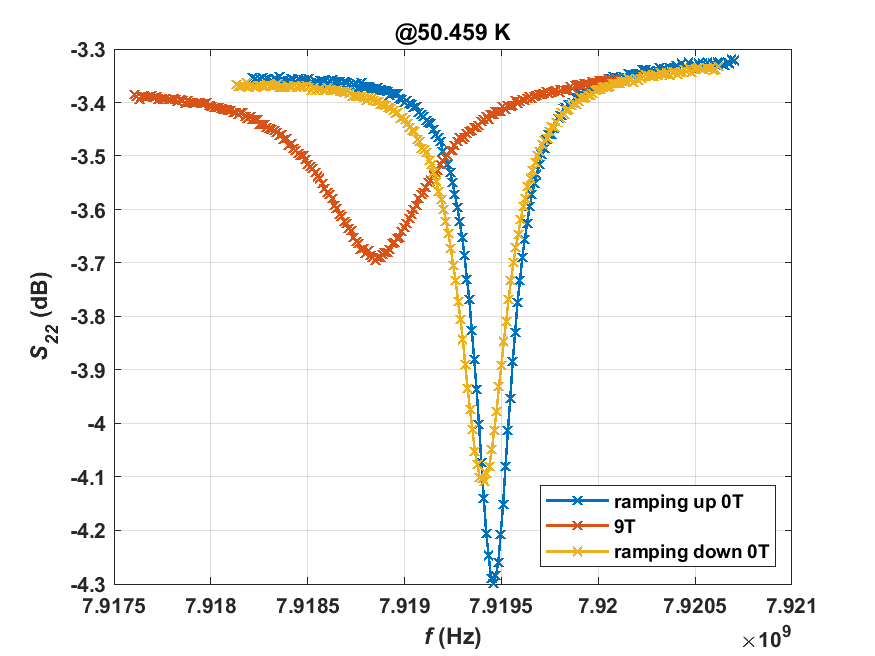 @50.459 K
-3.3
-3.4
-3.5
-3.6
-3.7
-3.8
-3.9
-4
-4.1
-4.2
-4.3
S22 (dB)
ramping up 0T
9T
ramping down 0T
7.9175 7.918 7.9185 7.919 7.9195 7.92 7.9205 7.921
f (Hz)
×10^9